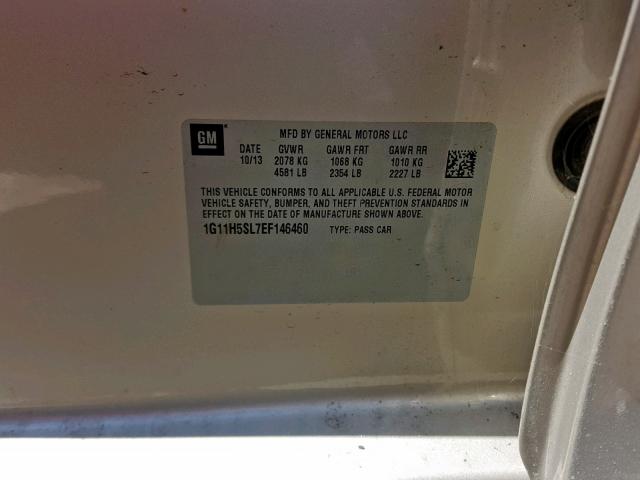 GM
MFD BY GENERAL MOTORS LLC
DATE GVWR GAWR FRT GAWR RR
10/13 2078 KG 1068 KG 1010 KG
4581 LB 2354 LB 2227 LB
THIS VEHICLE CONFORMS TO ALL APPLICABLE U.S. FEDERAL MOTOR
VEHICLE SAFETY, BUMPER, AND THEFT PREVENTION STANDARDS IN
EFFECT ON THE DATE OF MANUFACTURE SHOWN ABOVE.
1G11H5SL7EF146460 TYPE: PASS CAR